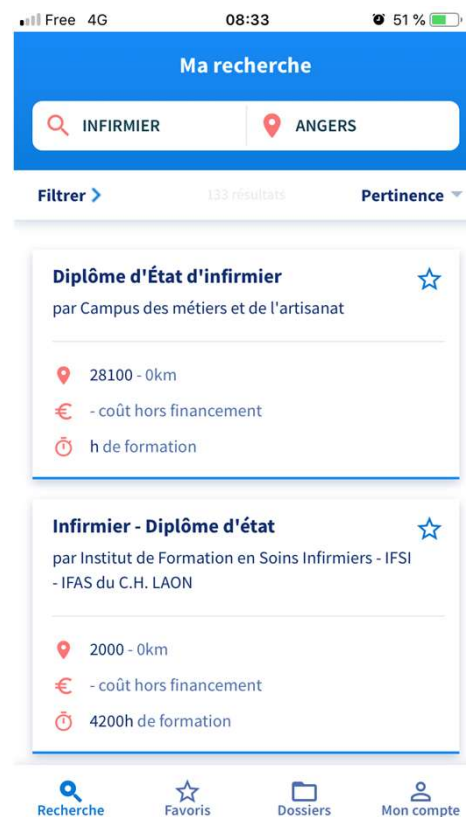 Free 4G 08:33 51 %
Ma recherche
INFIRMIER ANGERS
Filtrer 133 résultats Pertinence
Diplôme d'État d'infirmier
par Campus des métiers et de l'artisanat
28100 - 0km
€ - coût hors financement
h de formation
Infirmier - Diplôme d'état
par Institut de Formation en Soins Infirmiers - IFSI
- IFAS du C.H. LAON
2000 - 0km
€ - coût hors financement
4200h de formation
Recherche Favoris Dossiers Mon compte